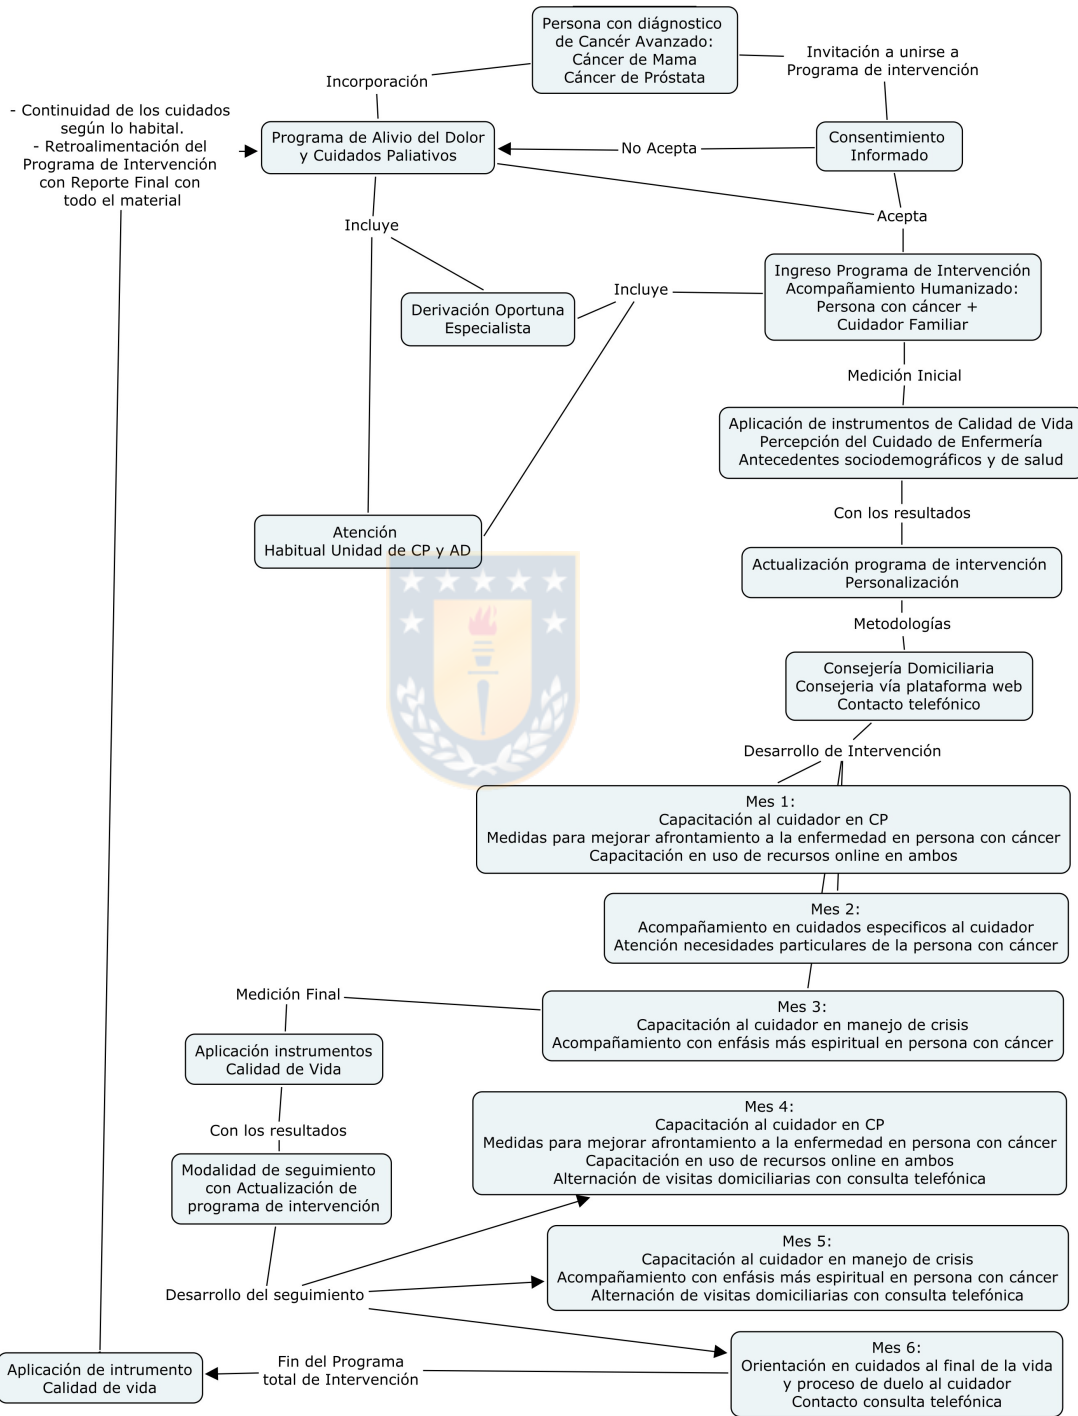 Persona con diágnostico
de Cancér Avanzado:
Cáncer de Mama
Cáncer de Próstata
Invitación a unirse a
Programa de intervención
Incorporación
- Continuidad de los cuidados
según lo habital.
- Retroalimentación del
Programa de Intervención
con Reporte Final con
todo el material
Programa de Alivio del Dolor
y Cuidados Paliativos
No Acepta
Consentimiento
Informado
Acepta
Incluye
Derivación Oportuna
Especialista
Incluye
Ingreso Programa de Intervención
Acompañamiento Humanizado:
Persona con cáncer +
Cuidador Familiar
Medición Inicial
Aplicación de instrumentos de Calidad de Vida
Percepción del Cuidado de Enfermería
Antecedentes sociodemográficos y de salud
Con los resultados
Atención
Habitual Unidad de CP y AD
Actualización programa de intervención
Personalización
Metodologías
Consejería Domiciliaria
Consejeria vía plataforma web
Contacto telefónico
Desarrollo de Intervención
Mes 1:
Capacitación al cuidador en CP
Medidas para mejorar afrontamiento a la enfermedad en persona con cáncer
Capacitación en uso de recursos online en ambos
Mes 2:
Acompañamiento en cuidados especificos al cuidador
Atención necesidades particulares de la persona con cáncer
Mes 3:
Capacitación al cuidador en manejo de crisis
Acompañamiento con enfásis más espiritual en persona con cáncer
Medición Final
Aplicación instrumentos
Calidad de Vida
Con los resultados
Modalidad de seguimiento
con Actualización de
programa de intervención
Desarrollo del seguimiento
Mes 4:
Capacitación al cuidador en CP
Medidas para mejorar afrontamiento a la enfermedad en persona con cáncer
Capacitación en uso de recursos online en ambos
Alternación de visitas domiciliarias con consulta telefónica
Mes 5:
Capacitación al cuidador en manejo de crisis
Acompañamiento con enfásis más espiritual en persona con cáncer
Alternación de visitas domiciliarias con consulta telefónica
Mes 6:
Orientación en cuidados al final de la vida
y proceso de duelo al cuidador
Contacto consulta telefónica
Fin del Programa
total de Intervención
Aplicación de intrumento
Calidad de vida